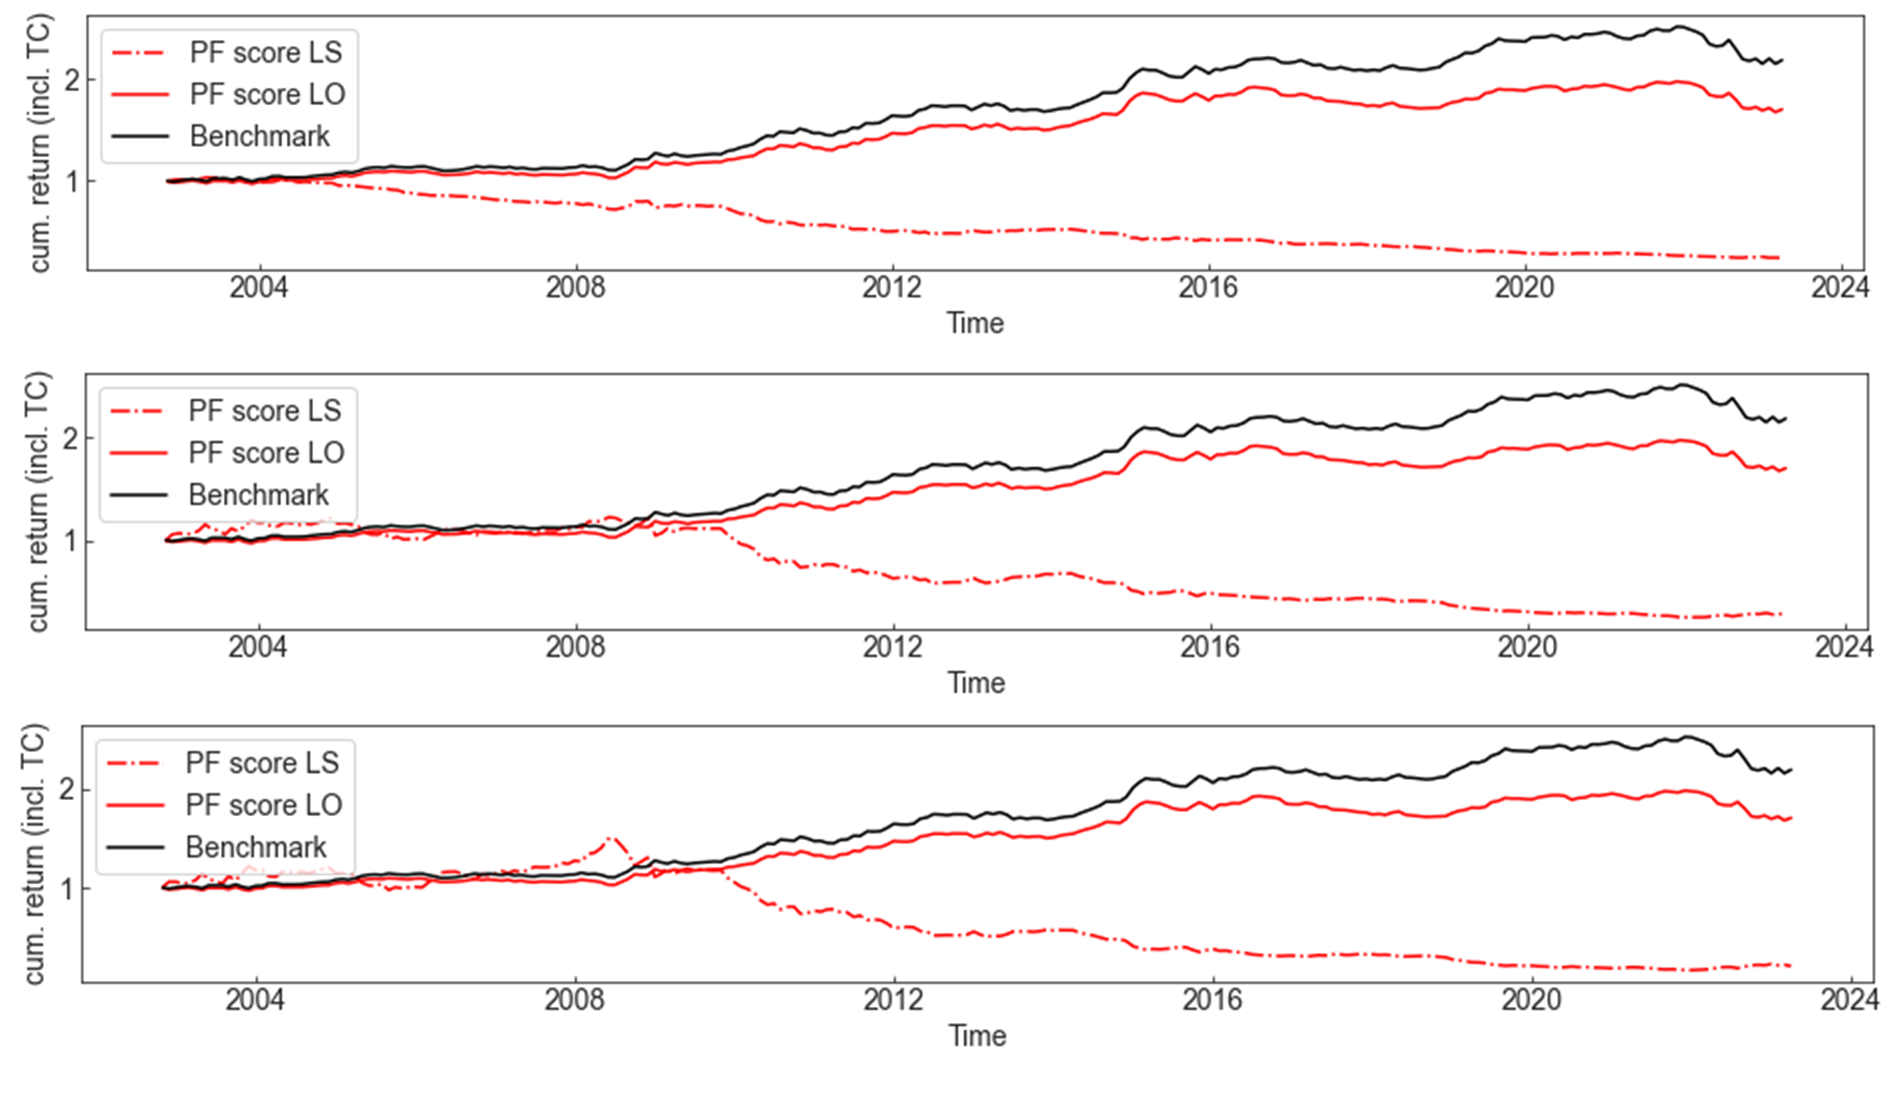 cum. return (incl. TC)
PF score LS
PF score LO
Benchmark
2
1
2004 2008 2012 2016 2020 2024
Time
cum. return (incl. TC)
PF score LS
PF score LO
Benchmark
2
1
2004 2008 2012 2016 2020 2024
Time
cum. return (incl. TC)
PF score LS
PF score LO
Benchmark
2
1
2004 2008 2012 2016 2020 2024
Time